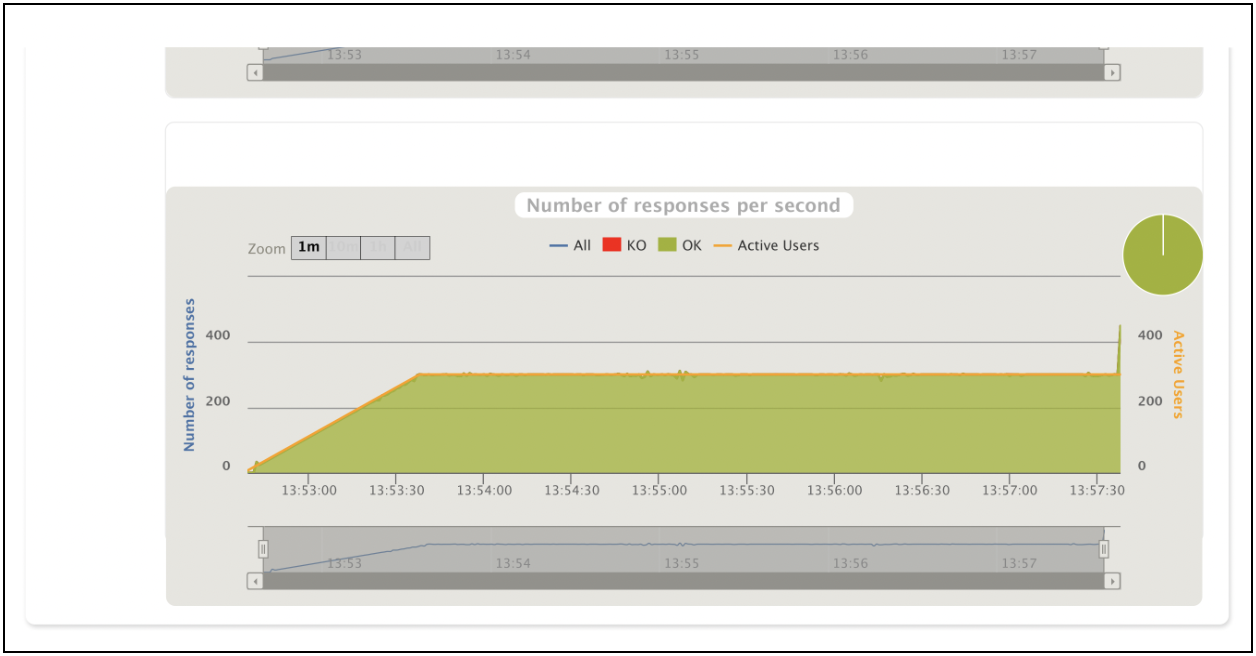 13:53 13:54 13:55 13:56 13:57
Number of responses per second
Zoom 1m 10m 1h All
All KO OK Active Users
Number of responses
400 400
200 200
0 0
Active Users
13:53:00 13:53:30 13:54:00 13:54:30 13:55:00 13:55:30 13:56:00 13:56:30 13:57:00 13:57:30
13:53 13:54 13:55 13:56 13:57